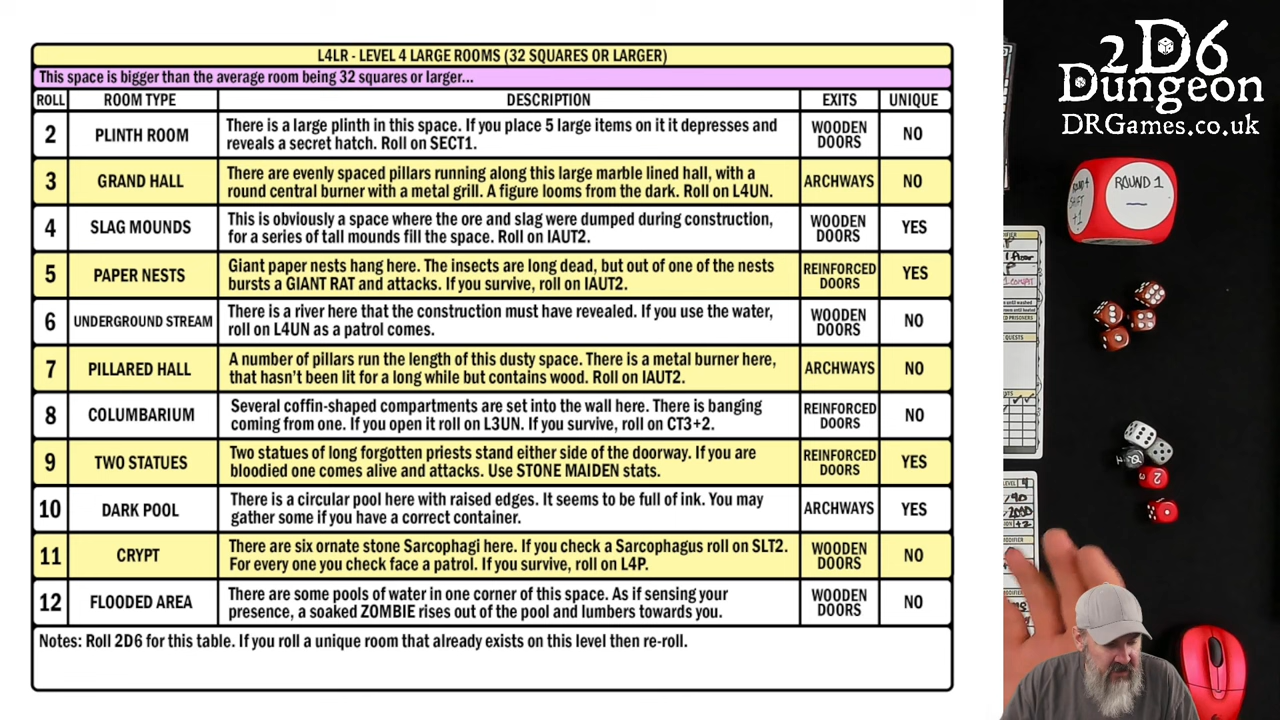 L4LR - LEVEL 4 LARGE ROOMS (32 SQUARES OR LARGER)
This space is bigger than the average room being 32 squares or larger...
ROLL ROOM TYPE DESCRIPTION EXITS UNIQUE
2 PLINTH ROOM There is a large plinth in this space. If you place 5 large items on it it depresses and
reveals a secret hatch. Roll on SECT1.
WOODEN
DOORS
NO
3 GRAND HALL There are evenly spaced pillars running along this large marble lined hall, with a
round central burner with a metal grill. A figure looms from the dark. Roll on L4UN.
ARCHWAYS
NO
4 SLAG MOUNDS This is obviously a space where the ore and slag were dumped during construction,
for a series of tall mounds fill the space. Roll on IAUT2.
WOODEN
DOORS
YES
5 PAPER NESTS Giant paper nests hang here. The insects are long dead, but out of one of the nests
bursts a GIANT RAT and attacks. If you survive, roll on IAUT2.
REINFORCED
DOORS
YES
6 UNDERGROUND STREAM There is a river here that the construction must have revealed. If you use the water,
roll on L4UN as a patrol comes.
WOODEN
DOORS
NO
7 PILLARED HALL A number of pillars run the length of this dusty space. There is a metal burner here,
that hasn't been lit for a long while but contains wood. Roll on IAUT2.
ARCHWAYS
NO
8 COLUMBARIUM Several coffin-shaped compartments are set into the wall here. There is banging
coming from one. If you open it roll on L3UN. If you survive, roll on CT3+2.
REINFORCED
DOORS
NO
9 TWO STATUES Two statues of long forgotten priests stand either side of the doorway. If you are
bloodied one comes alive and attacks. Use STONE MAIDEN stats.
REINFORCED
DOORS
YES
10 DARK POOL There is a circular pool here with raised edges. It seems to be full of ink. You may
gather some if you have a correct container.
ARCHWAYS
YES
11 CRYPT There are six ornate stone Sarcophagi here. If you check a Sarcophagus roll on SLT2.
For every one you check face a patrol. If you survive, roll on L4P.
WOODEN
DOORS
NO
12 FLOODED AREA There are some pools of water in one corner of this space. As if sensing your
presence, a soaked ZOMBIE rises out of the pool and lumbers towards you.
WOODEN
DOORS
NO
Notes: Roll 2D6 for this table. If you roll a unique room that already exists on this level then re-roll.
2D6
Dungeon
DRGames.co.uk
ROUND 1
SHIFT
+1
QUESTS
LEVEL 4
+2